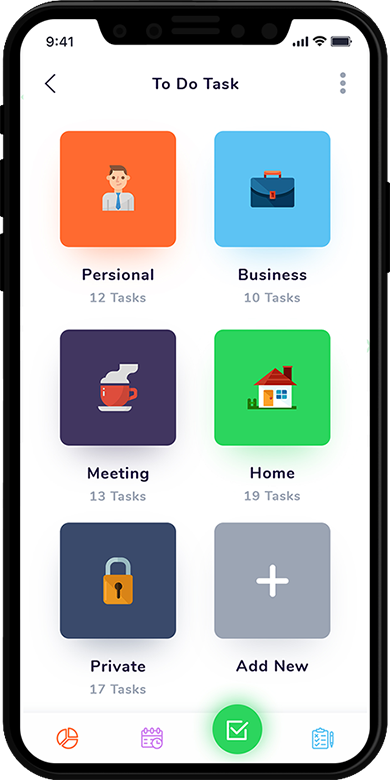 9:41
To Do Task
Persional
Business
12 Tasks
10 Tasks
Meeting
Home
13 Tasks
19 Tasks
Private
Add New
17 Tasks